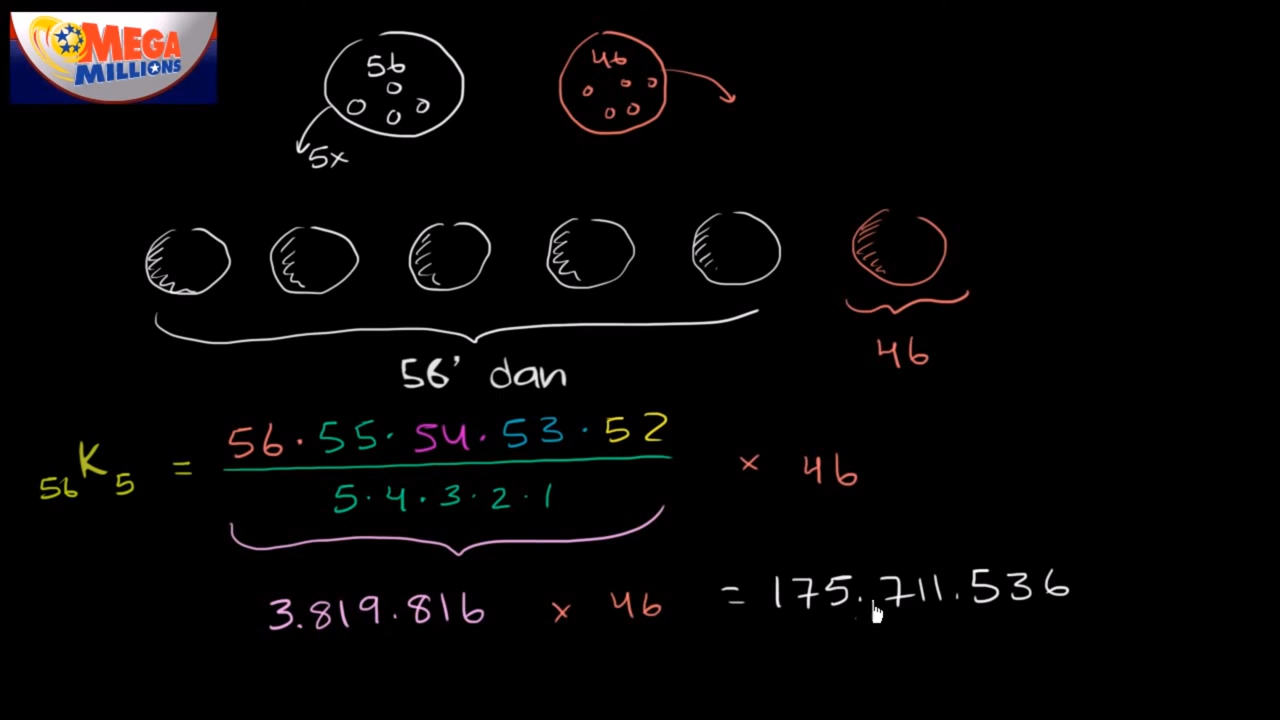 MEGA
MILLIONS
56
46
5x
56' dan
46
56K5 = 56 · 55 · 54 · 53 · 52 / 5 · 4 · 3 · 2 · 1 × 46
3.819.816 × 46 = 175.711.536